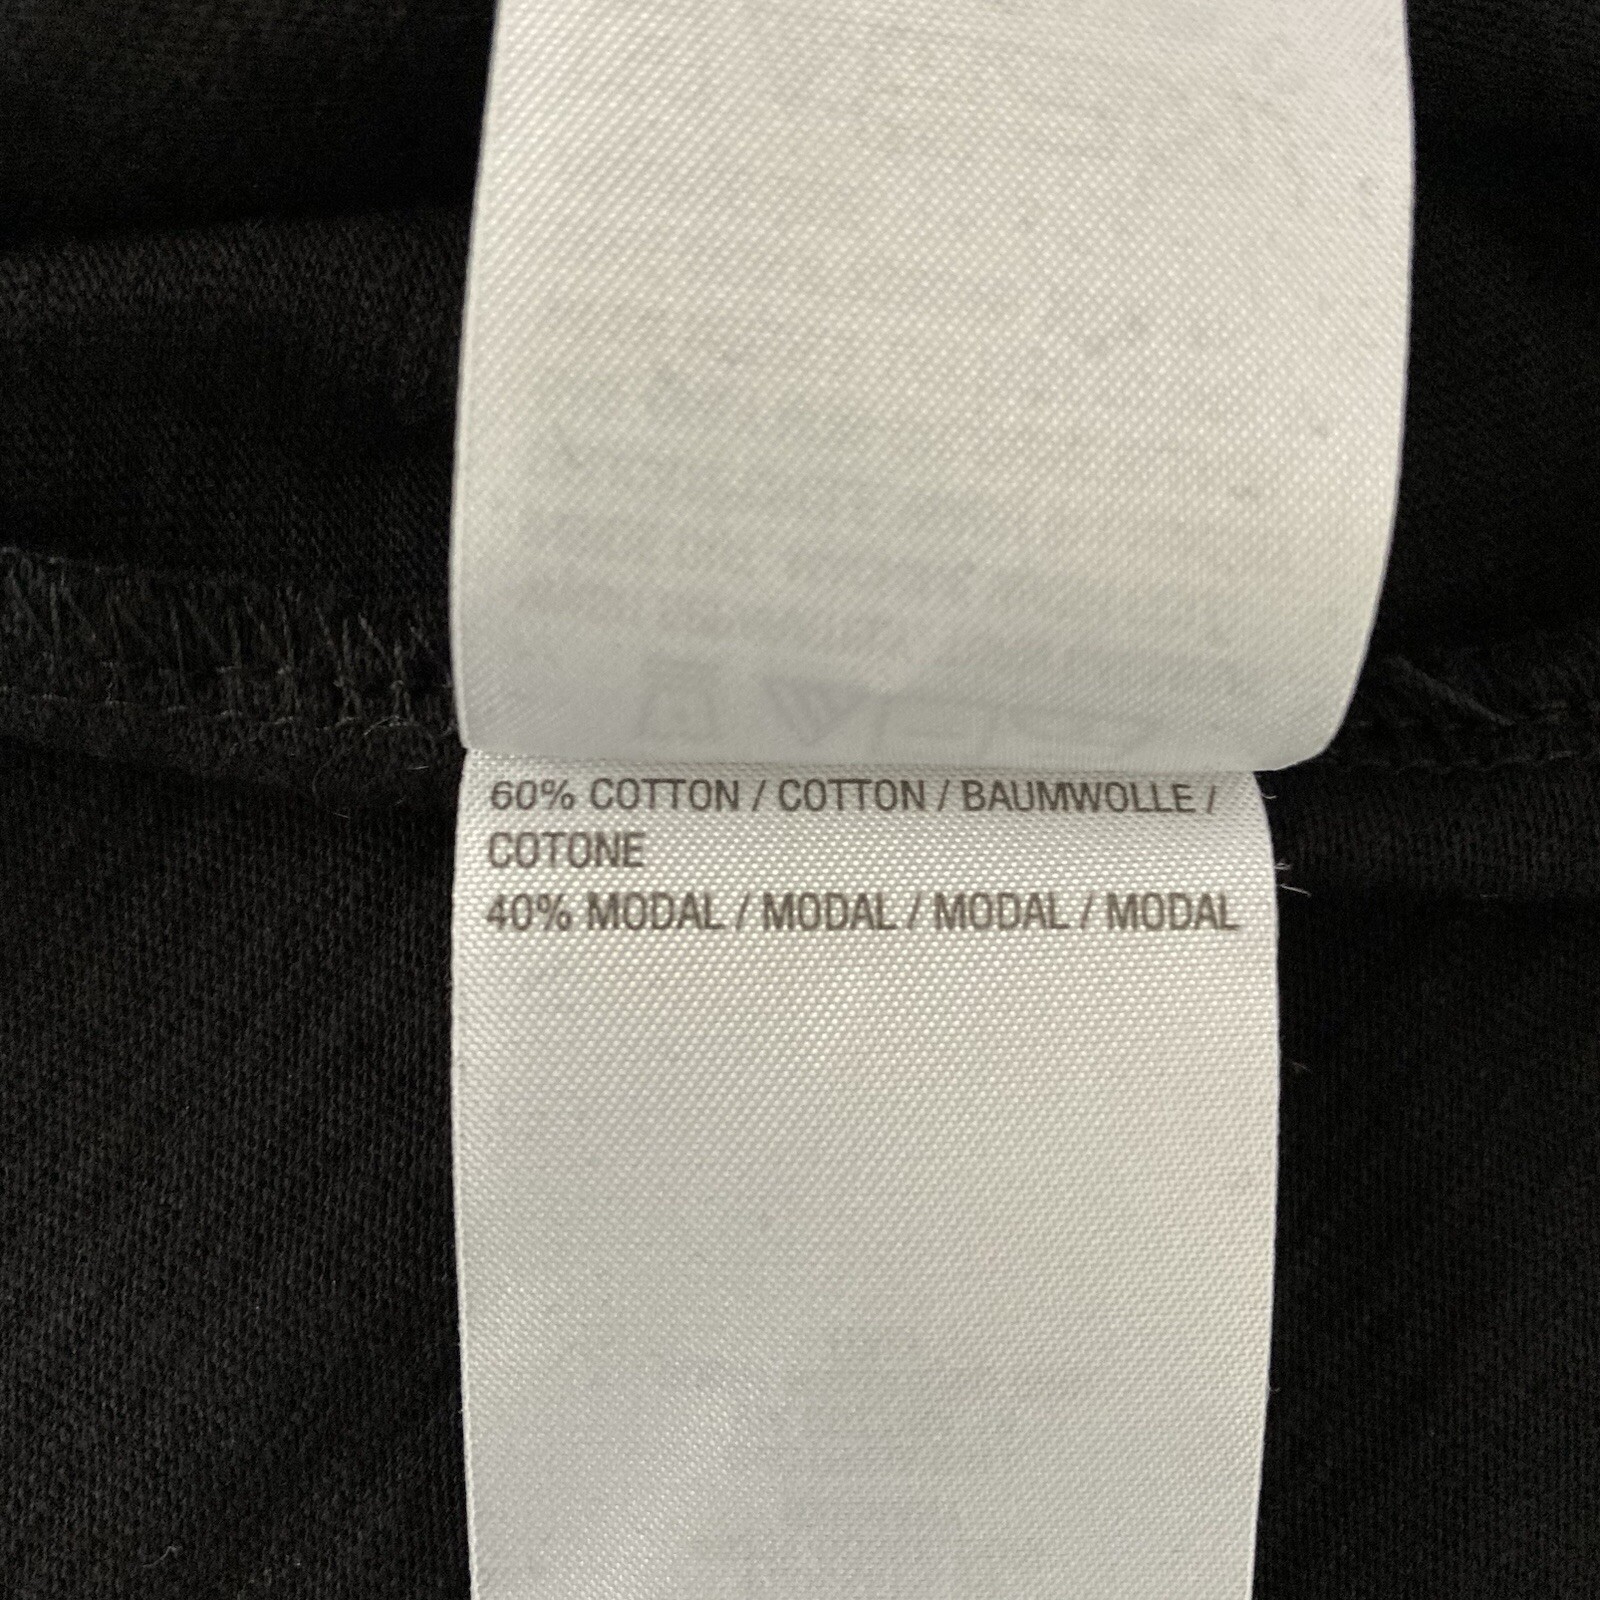 60% COTTON / COTTON / BAUMWOLLE /
COTONE
40% MODAL / MODAL / MODAL / MODAL